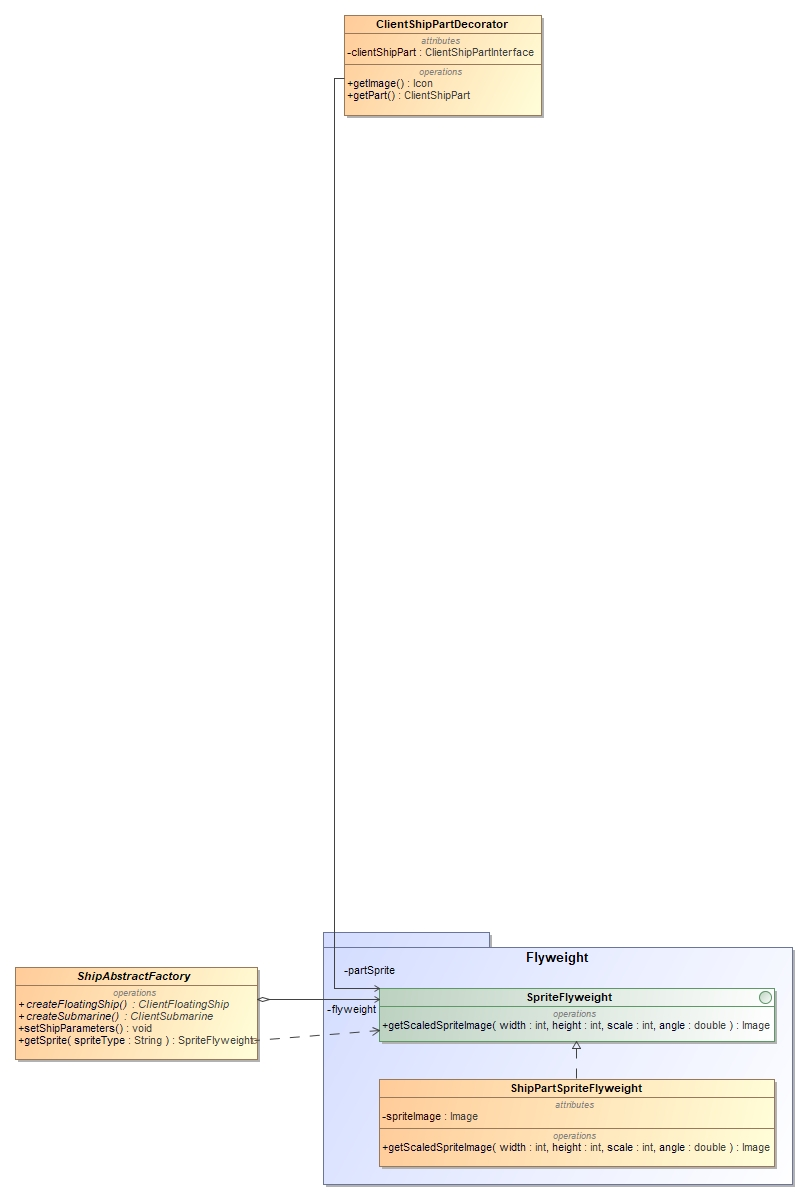 ClientShipPartDecorator
attributes
-clientShipPart : ClientShipPartInterface
operations
+getImage() : Icon
+getPart() : ClientShipPart
Flyweight
-partSprite
ShipAbstractFactory
operations
+createFloatingShip() : ClientFloatingShip
+createSubmarine() : ClientSubmarine
+setShipParameters() : void
+getSprite( spriteType : String ) : SpriteFlyweight
-flyweight
SpriteFlyweight
operations
+getScaledSpriteImage( width : int, height : int, scale : int, angle : double ) : Image
ShipPartSpriteFlyweight
attributes
-spriteImage : Image
operations
+getScaledSpriteImage( width : int, height : int, scale : int, angle : double ) : Image